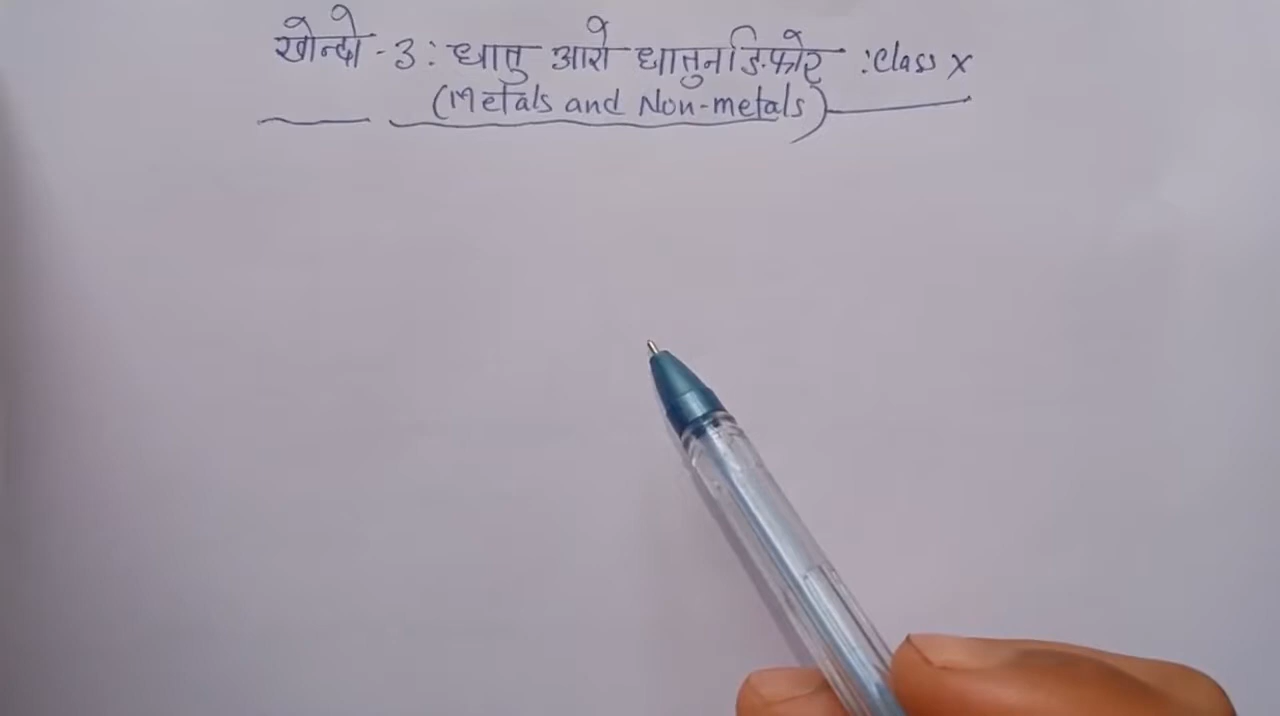 खोन्दो - 3 : धातु आरो धातुनङि फोर : Class X
(Metals and Non-metals)